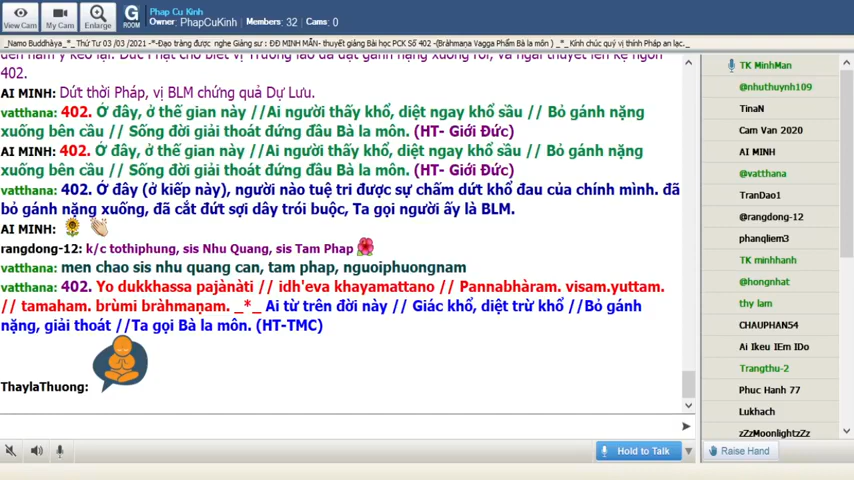 Phap Cu Kinh
Owner: PhapCuKinh , Members: 32 , Cams: 0
View Cam
My Cam
Enlarge
G
ROOM
_Namo Buddhàya_*_ Thứ Tư 03 /03 /2021 -*-Đạo tràng được nghe Giảng sư : ĐĐ MINH MẪN- thuyết giảng Bài học PCK Số 402 -(Bràhmaṇa Vagga Phẩm Bà la môn ) _*_ Kính chúc quý vị thính Pháp an lạc._
402.
AI MINH: Dứt thời Pháp, vị BLM chứng quả Dự Lưu.
vatthana: 402. Ở đây, ở thế gian này //Ai người thấy khổ, diệt ngay khổ sầu // Bỏ gánh nặng
xuống bên cầu // Sống đời giải thoát đứng đầu Bà la môn. (HT- Giới Đức)
AI MINH: 402. Ở đây, ở thế gian này //Ai người thấy khổ, diệt ngay khổ sầu // Bỏ gánh nặng
xuống bên cầu // Sống đời giải thoát đứng đầu Bà la môn. (HT- Giới Đức)
vatthana: 402. Ở đây (ở kiếp này), người nào tuệ tri được sự chấm dứt khổ đau của chính mình. đã
bỏ gánh nặng xuống, đã cắt đứt sợi dây trói buộc, Ta gọi người ấy là BLM.
AI MINH:
rangdong-12: k/c tothiphung, sis Nhu Quang, sis Tam Phap
vatthana: men chao sis nhu quang can, tam phap, nguoiphuongnam
vatthana: 402. Yo dukkhassa pajànàti // idh'eva khayamattano // Pannabhàram. visam.yuttam.
// tamaham. brùmi bràhmaṇam. _*_ Ai từ trên đời này // Giác khổ, diệt trừ khổ //Bỏ gánh
nặng, giải thoát //Ta gọi Bà la môn. (HT-TMC)
ThaylaThuong:
TK MinhMan
@nhuthuynh109
TinaN
Cam Van 2020
AI MINH
@vatthana
TranDao1
@rangdong-12
phanqliem3
TK minhhanh
@hongnhat
thy lam
CHAUPHAN54
Ai Ikeu IEm IDo
Trangthu-2
Phuc Hanh 77
Lukhach
zZzMoonlightzZz
Hold to Talk
Raise Hand